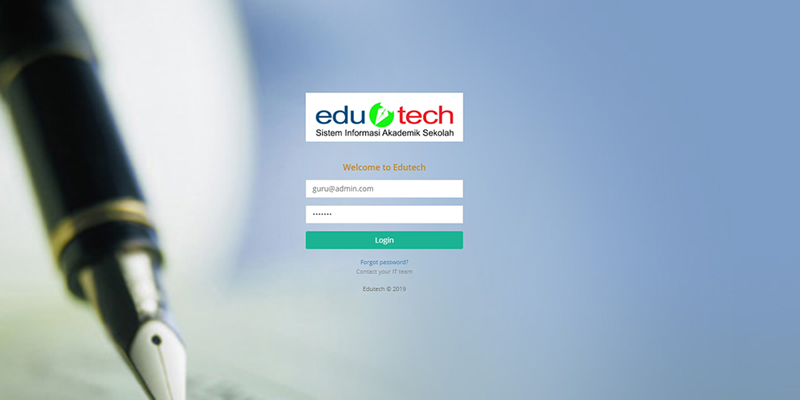 edu tech
Sistem Informasi Akademik Sekolah
Welcome to Edutech
guru@admin.com
•••••••
Login
Forgot password?
Contact your IT team
Edutech © 2019